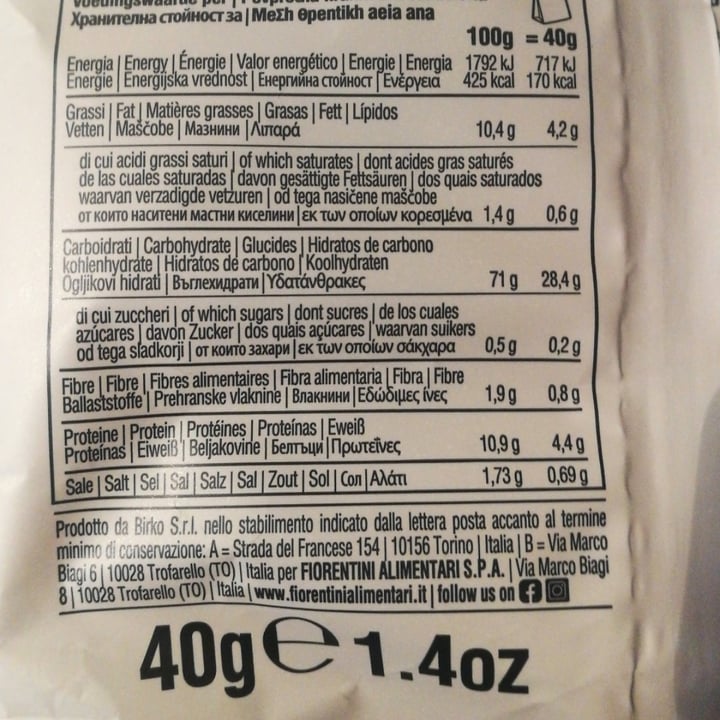 Хранителна стойност за | ΜεΣh θpentikh aeia ana
100g = 40g
Energia | Energy | Énergie | Valor energético | Energie | Energia 1792 kJ 717 kJ
Energie | Energijska vrednost | Енергийна стойност | Ενέργεια 425 kcal 170 kcal
Grassi | Fat | Matières grasses | Grasas | Fett | Lípidos
Vetten | Maščobe | Мазнини | Λιπαρά 10,4 g 4,2 g
di cui acidi grassi saturi | of which saturates | dont acides gras saturés
de las cuales saturadas | davon gesättigte Fettsäuren | dos quais saturados
waarvan verzadigde vetzuren | od tega nasičene maščobe
от които наситени мастни киселини | εκ των οποίων κορεσμένα 1,4 g 0,6 g
Carboidrati | Carbohydrate | Glucides | Hidratos de carbono
kohlenhydrate | Hidratos de carbono | Koolhydraten
Ogljikovi hidrati | Въглехидрати | Υδατάνθρακες 71 g 28,4 g
di cui zuccheri | of which sugars | dont sucres | de los cuales
azúcares | davon Zucker | dos quais açúcares | waarvan suikers
od tega sladkorji | от които захари | εκ των οποίων σάκχαρα 0,5 g 0,2 g
Fibre | Fibre | Fibres alimentaires | Fibra alimentaria | Fibra | Fibre
Ballaststoffe | Prehranske vlaknine | Влакнини | Εδώδιμες ίνες 1,9 g 0,8 g
Proteine | Protein | Protéines | Proteínas | Eweiß
Proteínas | Eiweiß | Beljakovine | Белтъци | Πρωτεΐνες 10,9 g 4,4 g
Sale | Salt | Sel | Sal | Salz | Sal | Zout | Sol | Сол | Αλάτι 1,73 g 0,69 g
Prodotto da Birko S.r.l. nello stabilimento indicato dalla lettera posta accanto al termine
minimo di conservazione: A = Strada del Francese 154 | 10156 Torino | Italia | B = Via Marco
Biagi 6 | 10028 Trofarello (TO) | Italia per FIORENTINI ALIMENTARI S.P.A. | Via Marco Biagi
8 | 10028 Trofarello (TO) | Italia | www.fiorentinialimentari.it | follow us on
40g e 1.4oz